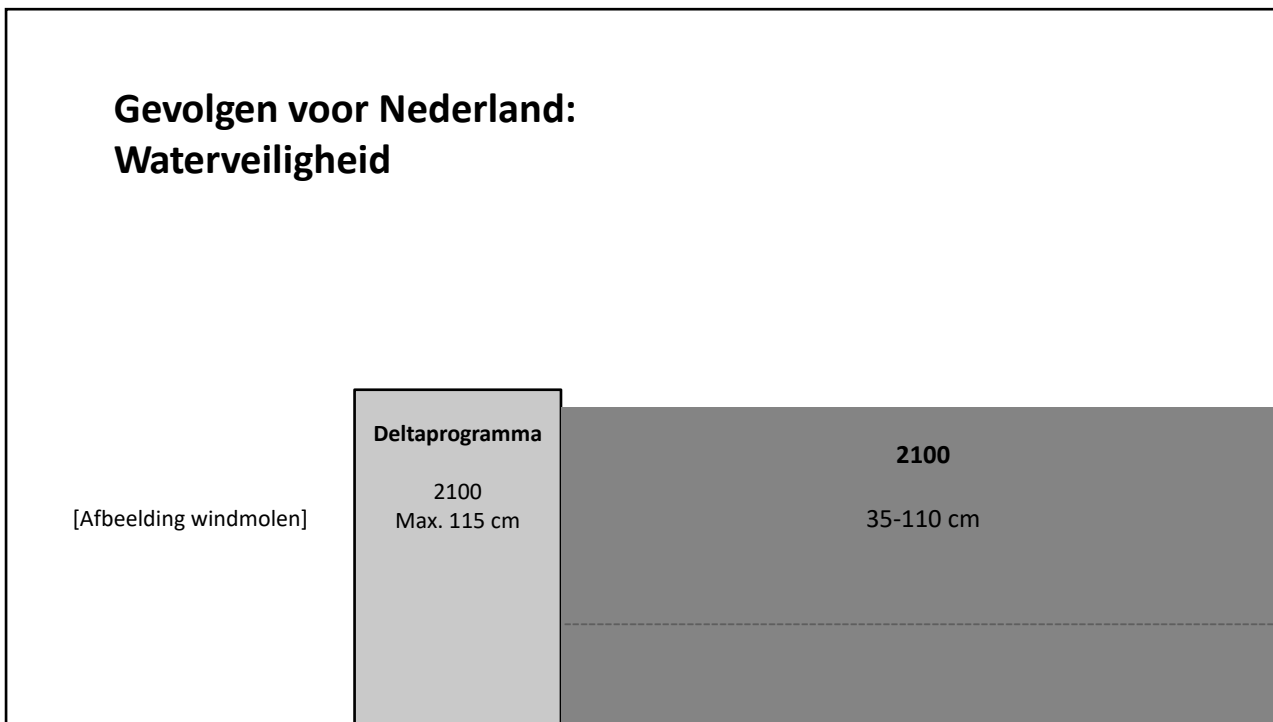 Gevolgen voor Nederland:
Waterveiligheid
Deltaprogramma
2100
Max. 115 cm
2100
35-110 cm
[Afbeelding windmolen]